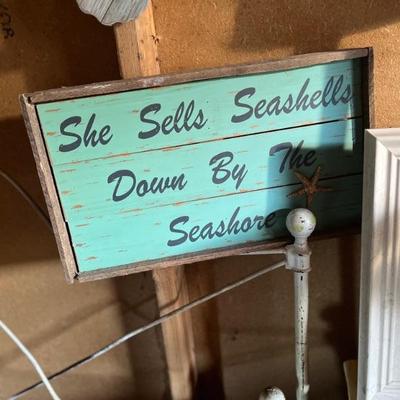 She Sells Seashells
Down By The
Seashore